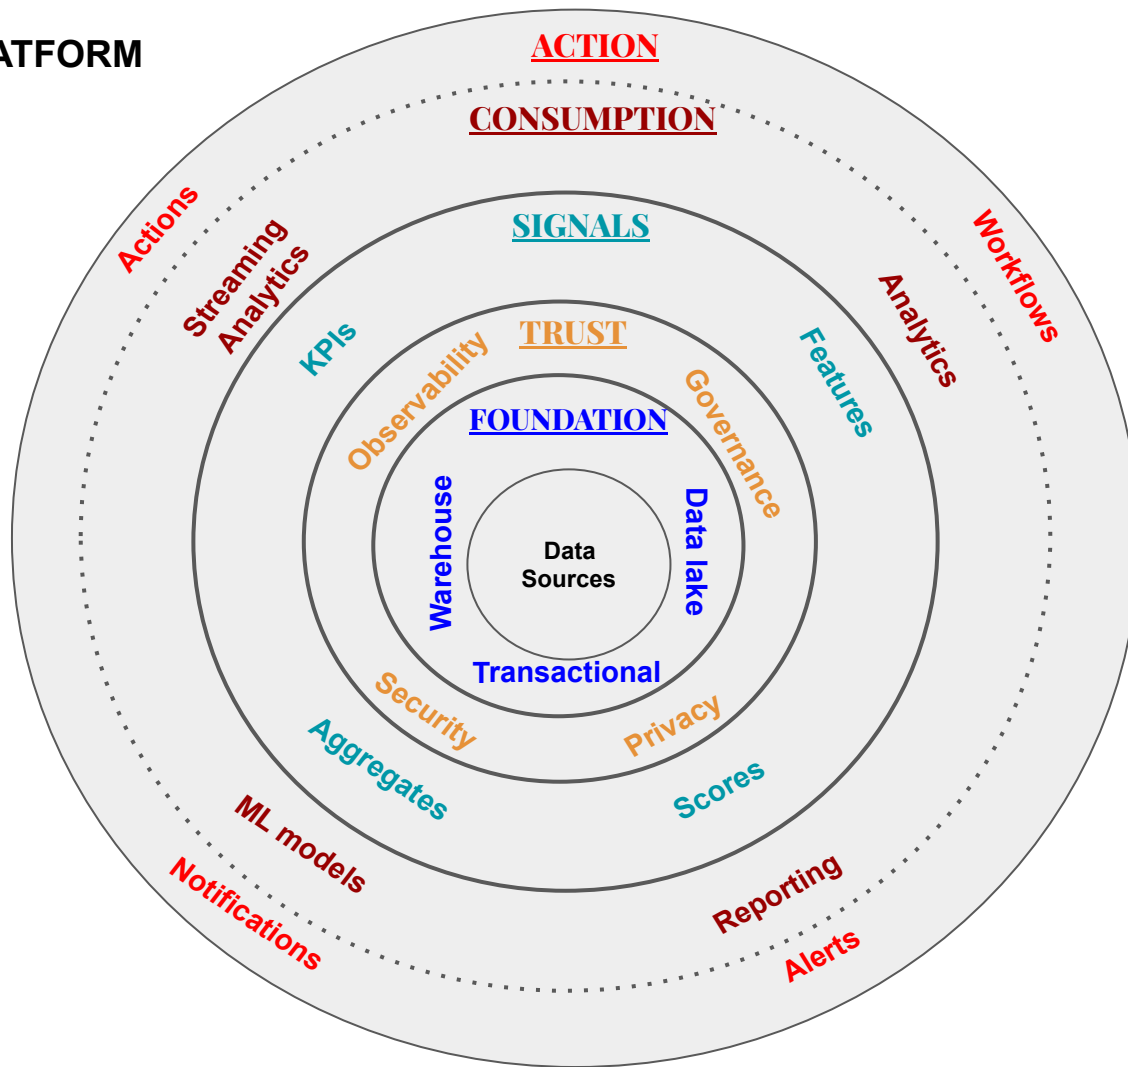 ATFORM
ACTION
CONSUMPTION
Actions
Streaming
Analytics
Workflows
Analytics
SIGNALS
KPIs
Features
TRUST
Observability
Governance
FOUNDATION
Warehouse
Data lake
Data
Sources
Transactional
Security
Privacy
Aggregates
Scores
ML models
Reporting
Notifications
Alerts